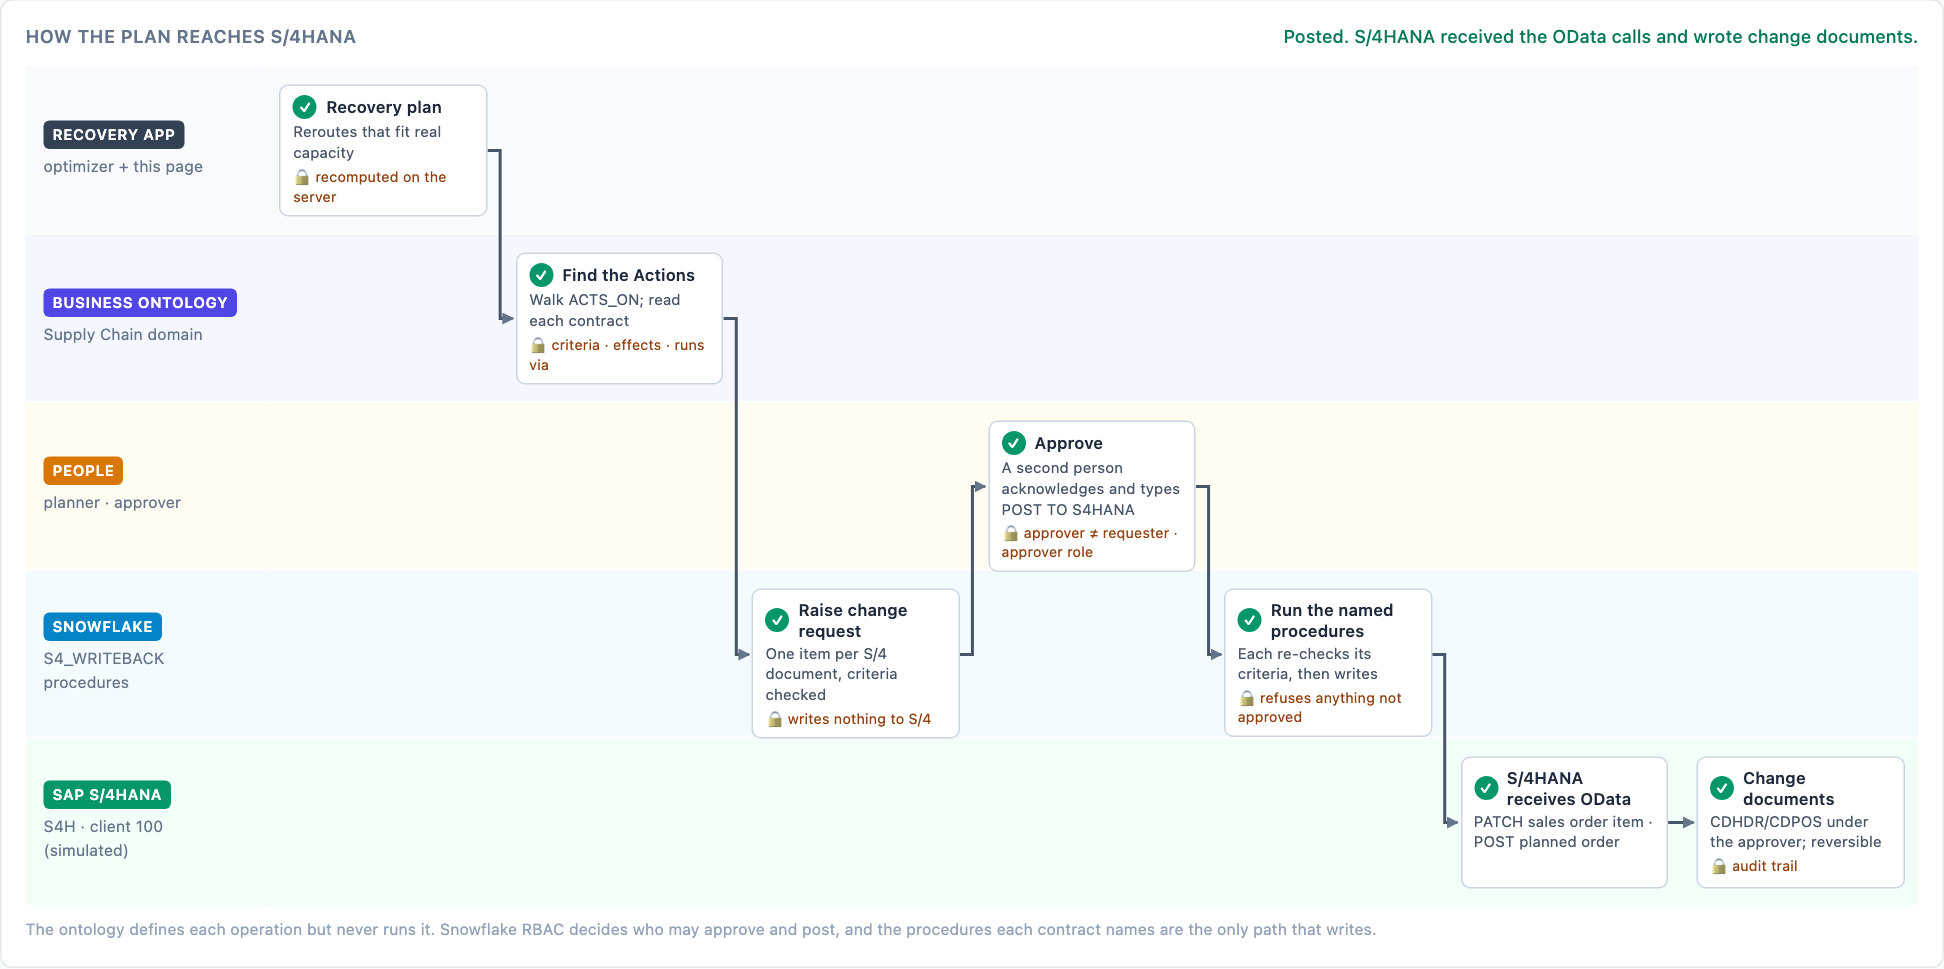 HOW THE PLAN REACHES S/4HANA
Posted. S/4HANA received the OData calls and wrote change documents.
RECOVERY APP
optimizer + this page
Recovery plan
Reroutes that fit real
capacity
recomputed on the
server
BUSINESS ONTOLOGY
Supply Chain domain
Find the Actions
Walk ACTS_ON; read
each contract
criteria · effects · runs
via
PEOPLE
planner · approver
Approve
A second person
acknowledges and types
POST TO S4HANA
approver ≠ requester ·
approver role
SNOWFLAKE
S4_WRITEBACK
procedures
Raise change
request
One item per S/4
document, criteria
checked
writes nothing to S/4
Run the named
procedures
Each re-checks its
criteria, then writes
refuses anything not
approved
SAP S/4HANA
S4H · client 100
(simulated)
S/4HANA
receives OData
PATCH sales order item ·
POST planned order
Change
documents
CDHDR/CDPOS under
the approver; reversible
audit trail
The ontology defines each operation but never runs it. Snowflake RBAC decides who may approve and post, and the procedures each contract names are the only path that writes.